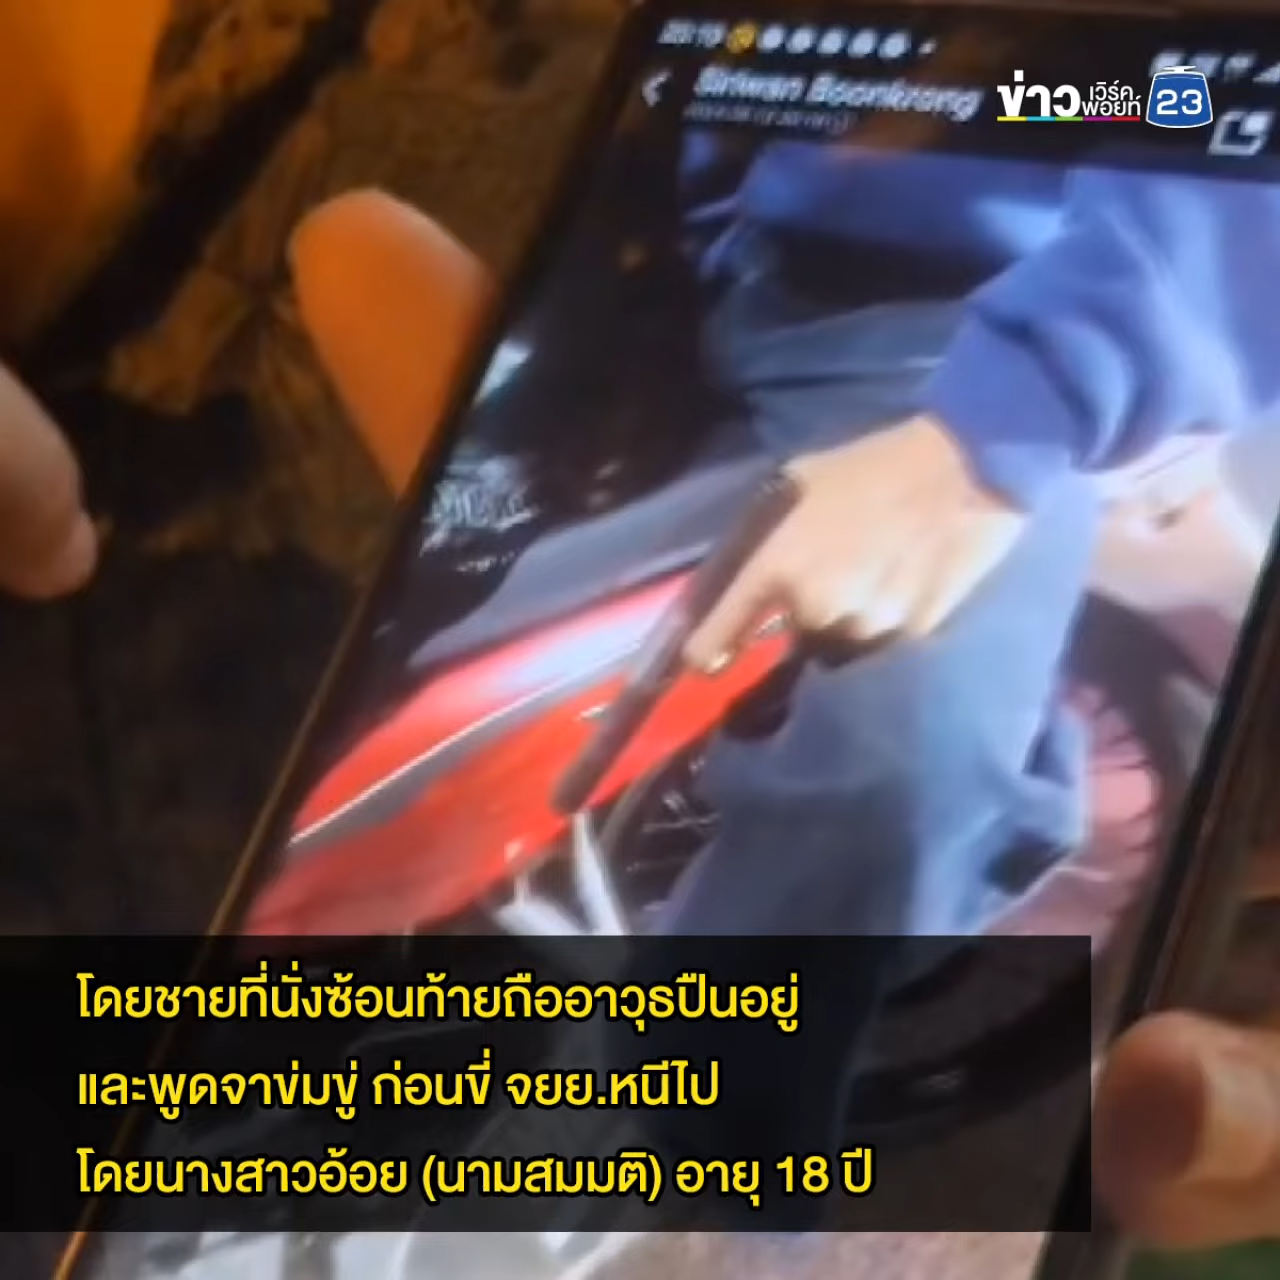 Siriwan Boonkrong
ข่าว เวิร์คพอยท์ 23
โดยชายที่นั่งซ้อนท้ายถืออาวุธปืนอยู่
และพูดจาข่มขู่ ก่อนขี่ จยย.หนีไป
โดยนางสาวอ้อย (นามสมมติ) อายุ 18 ปี